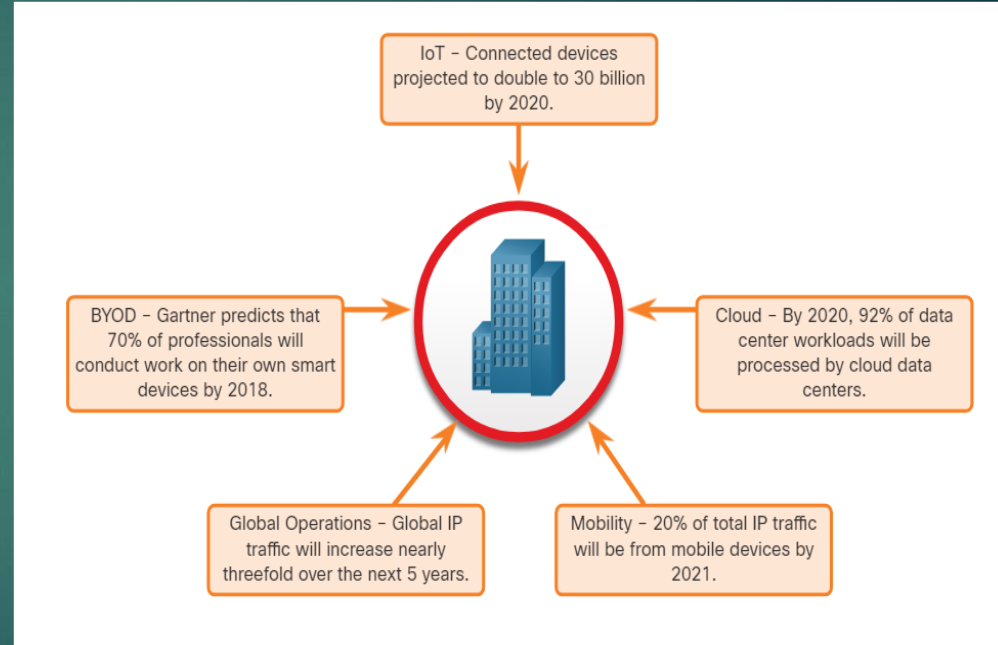 IoT – Connected devices
projected to double to 30 billion
by 2020.
BYOD – Gartner predicts that
70% of professionals will
conduct work on their own smart
devices by 2018.
Cloud – By 2020, 92% of data
center workloads will be
processed by cloud data
centers.
Global Operations – Global IP
traffic will increase nearly
threefold over the next 5 years.
Mobility – 20% of total IP traffic
will be from mobile devices by
2021.